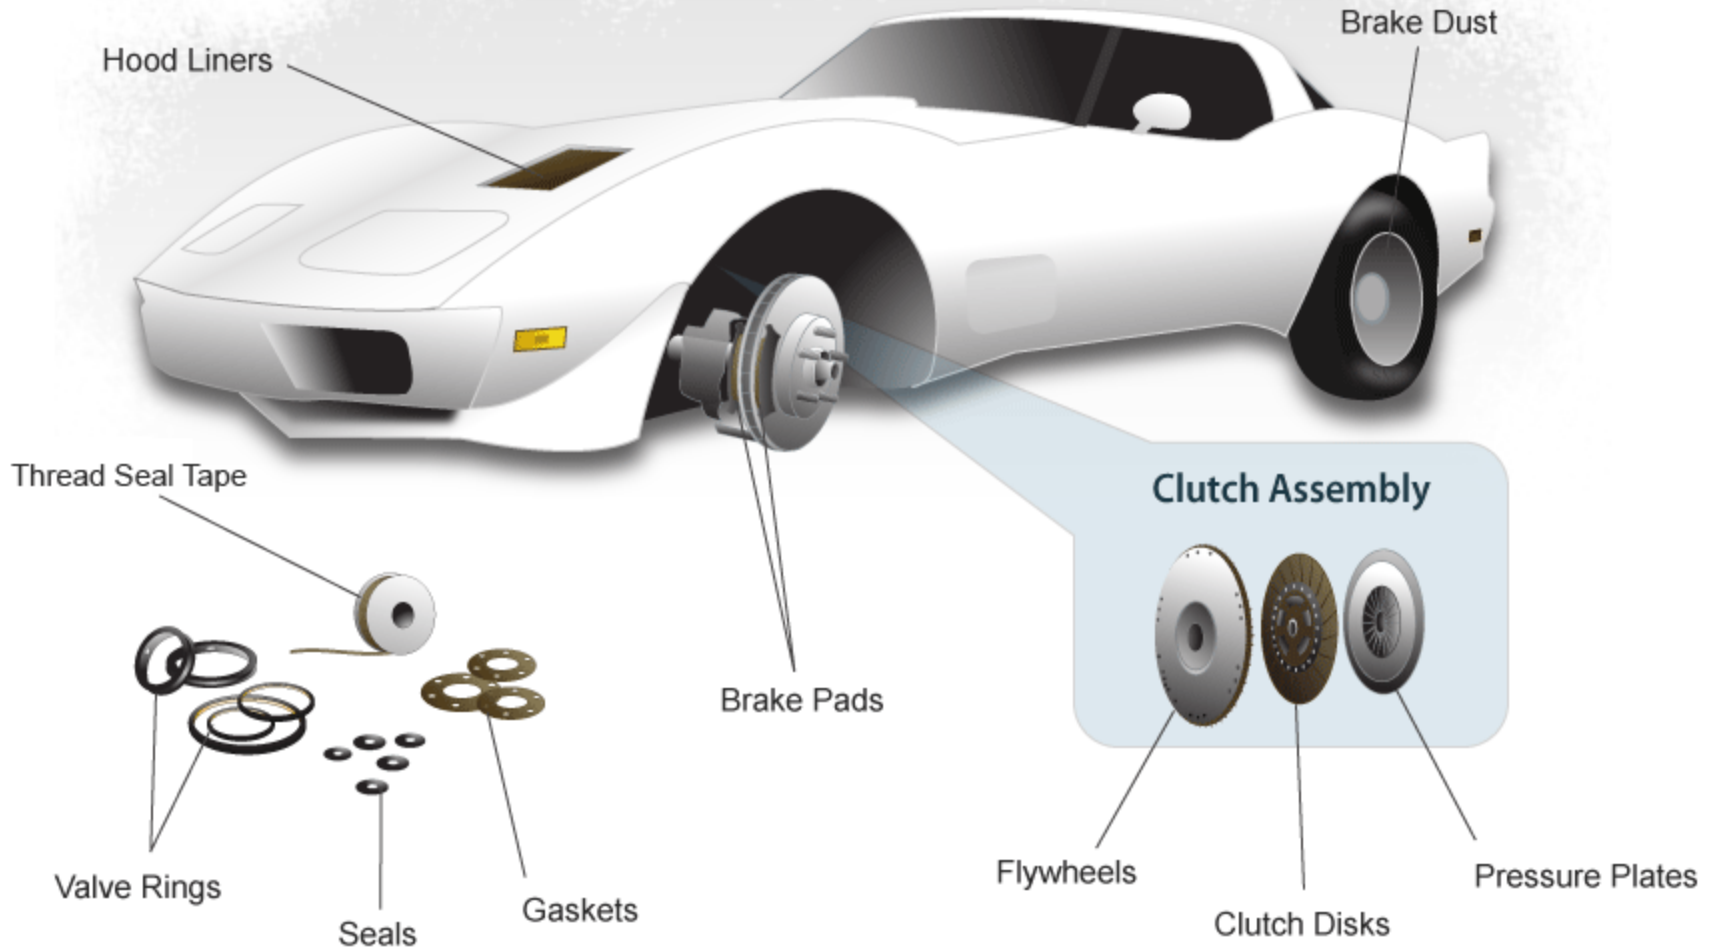 Brake Dust
Hood Liners
Thread Seal Tape
Clutch Assembly
Brake Pads
Flywheels
Pressure Plates
Valve Rings
Gaskets
Clutch Disks
Seals